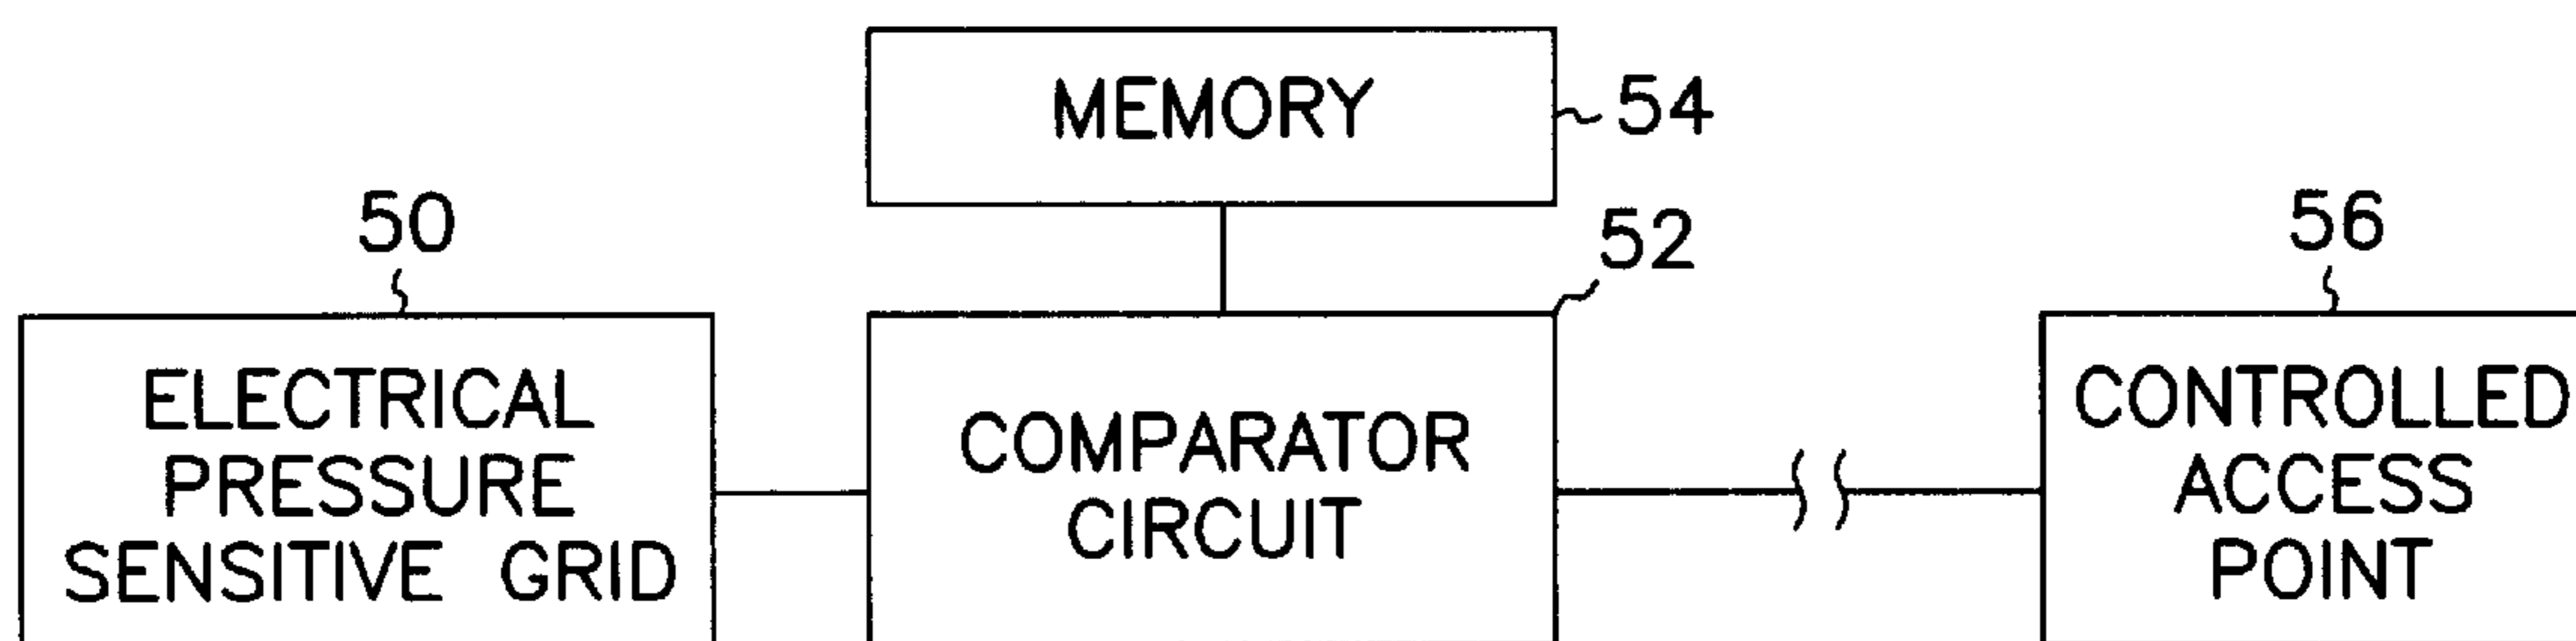 MEMORY
54
50
52
56
ELECTRICAL
PRESSURE
SENSITIVE GRID
COMPARATOR
CIRCUIT
CONTROLLED
ACCESS
POINT